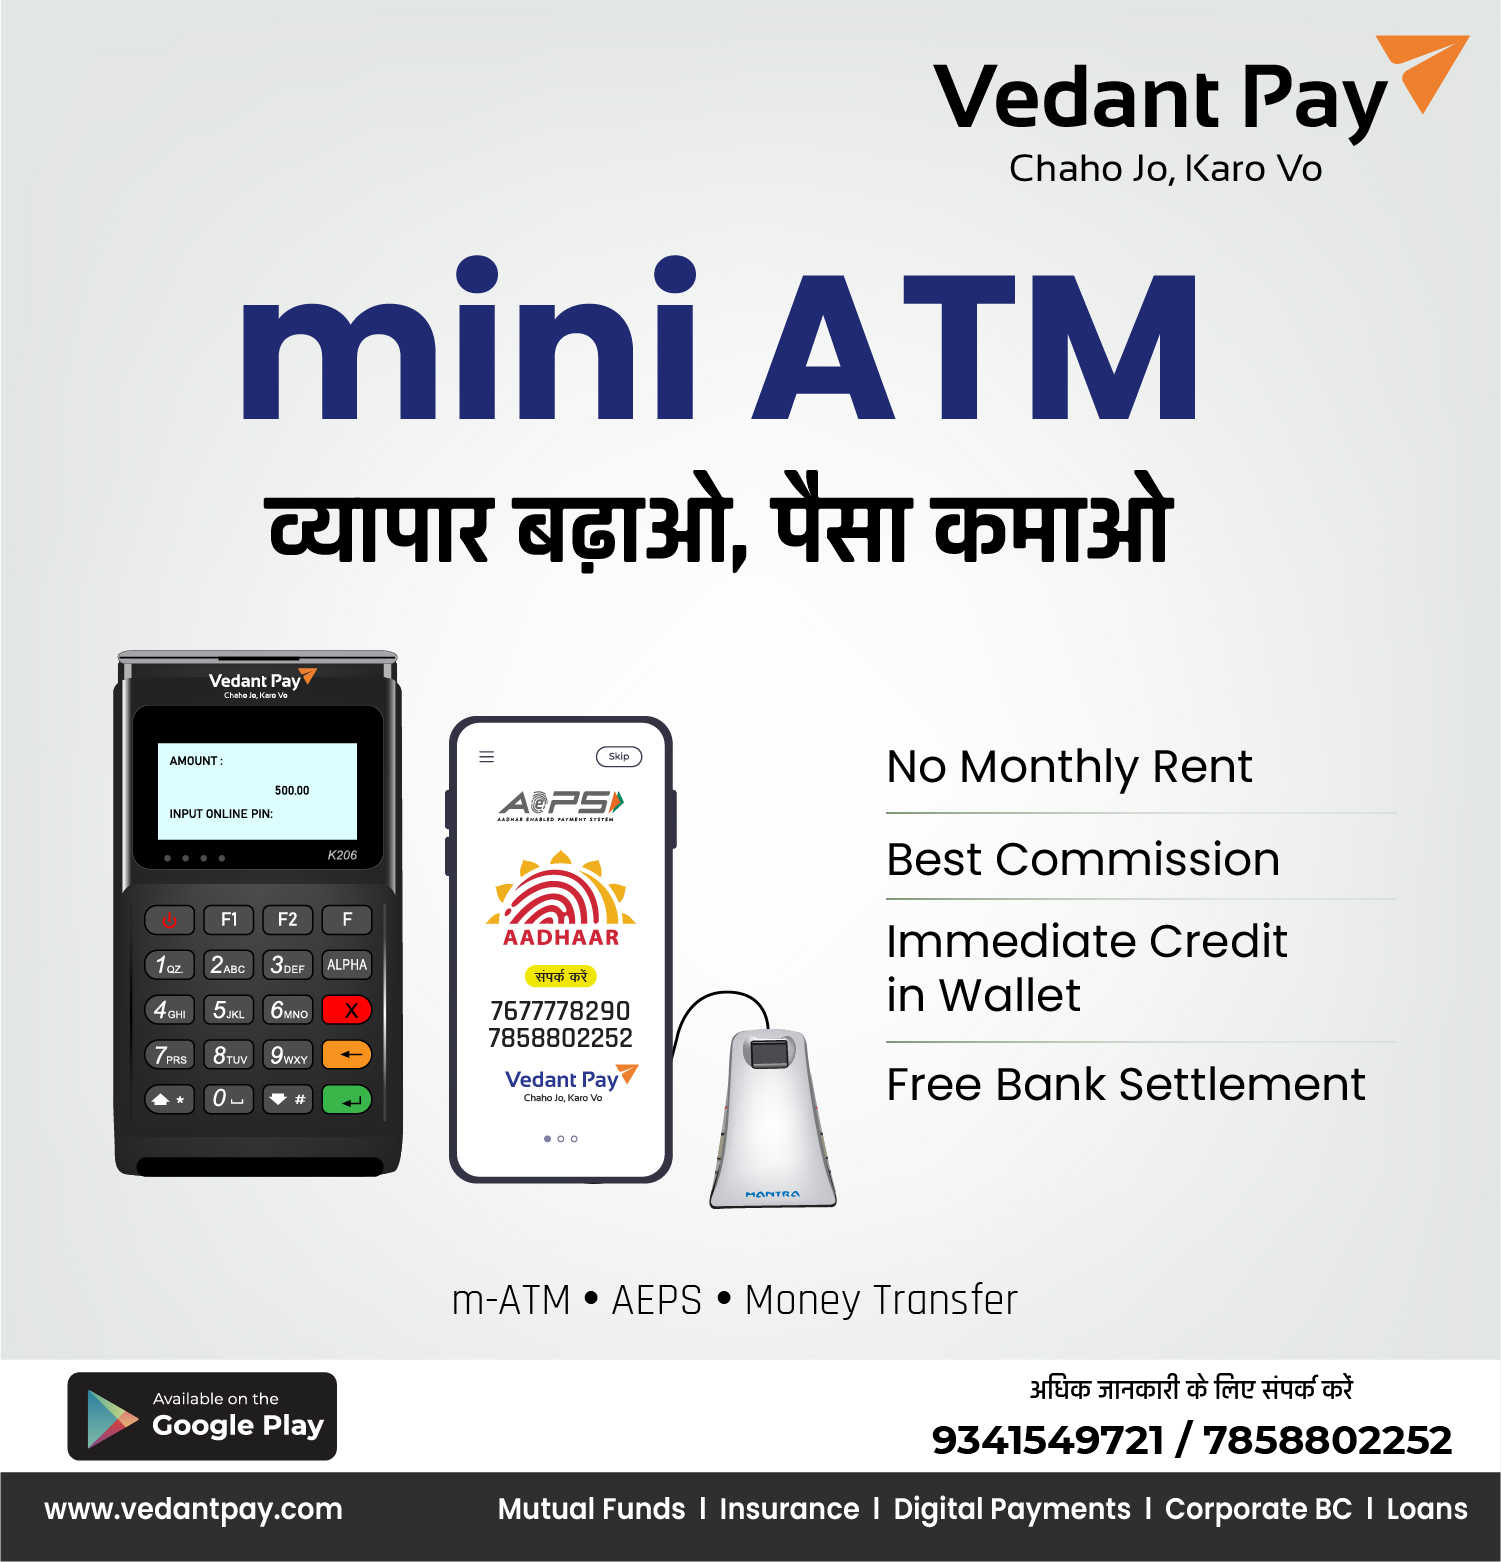 Vedant Pay
Chaho Jo, Karo Vo
mini ATM
व्यापार बढ़ाओ, पैसा कमाओ
Vedant Pay
Chaho Jo, Karo Vo
AMOUNT :
500.00
INPUT ONLINE PIN:
K206
F1 F2 F
1QZ. 2ABC 3DEF ALPHA
4GHI 5JKL 6MNO X
7PRS 8TUV 9WXY
* 0 #
Skip
AePS
AADHAR ENABLED PAYMENT SYSTEM
AADHAAR
संपर्क करें
7677778290
7858802252
Vedant Pay
Chaho Jo, Karo Vo
MANTRA
No Monthly Rent
Best Commission
Immediate Credit
in Wallet
Free Bank Settlement
m-ATM • AEPS • Money Transfer
Available on the
Google Play
अधिक जानकारी के लिए संपर्क करें
9341549721 / 7858802252
www.vedantpay.com
Mutual Funds | Insurance | Digital Payments | Corporate BC | Loans